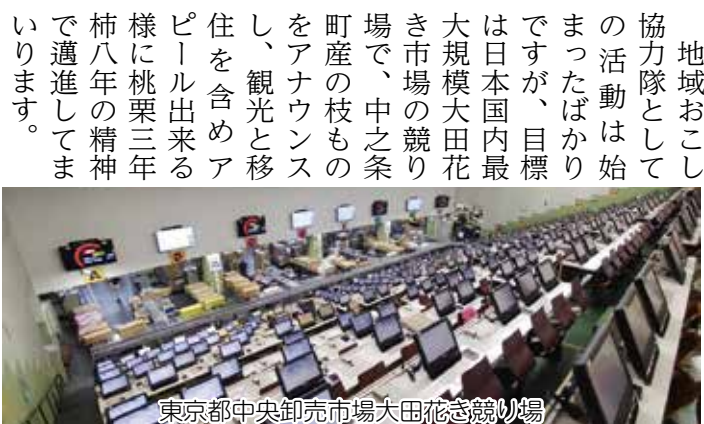 地域おこし
協力隊として
の活動は始
まったばかり
ですが、目標
は日本国内最
大規模大田花
き市場の競り
場で、中之条
町産の枝もの
をアナウンス
し、観光と移
住を含めア
ピール出来る
様に桃栗三年
柿八年の精神
で邁進してま
いります。
東京都中央卸売市場大田花き競り場